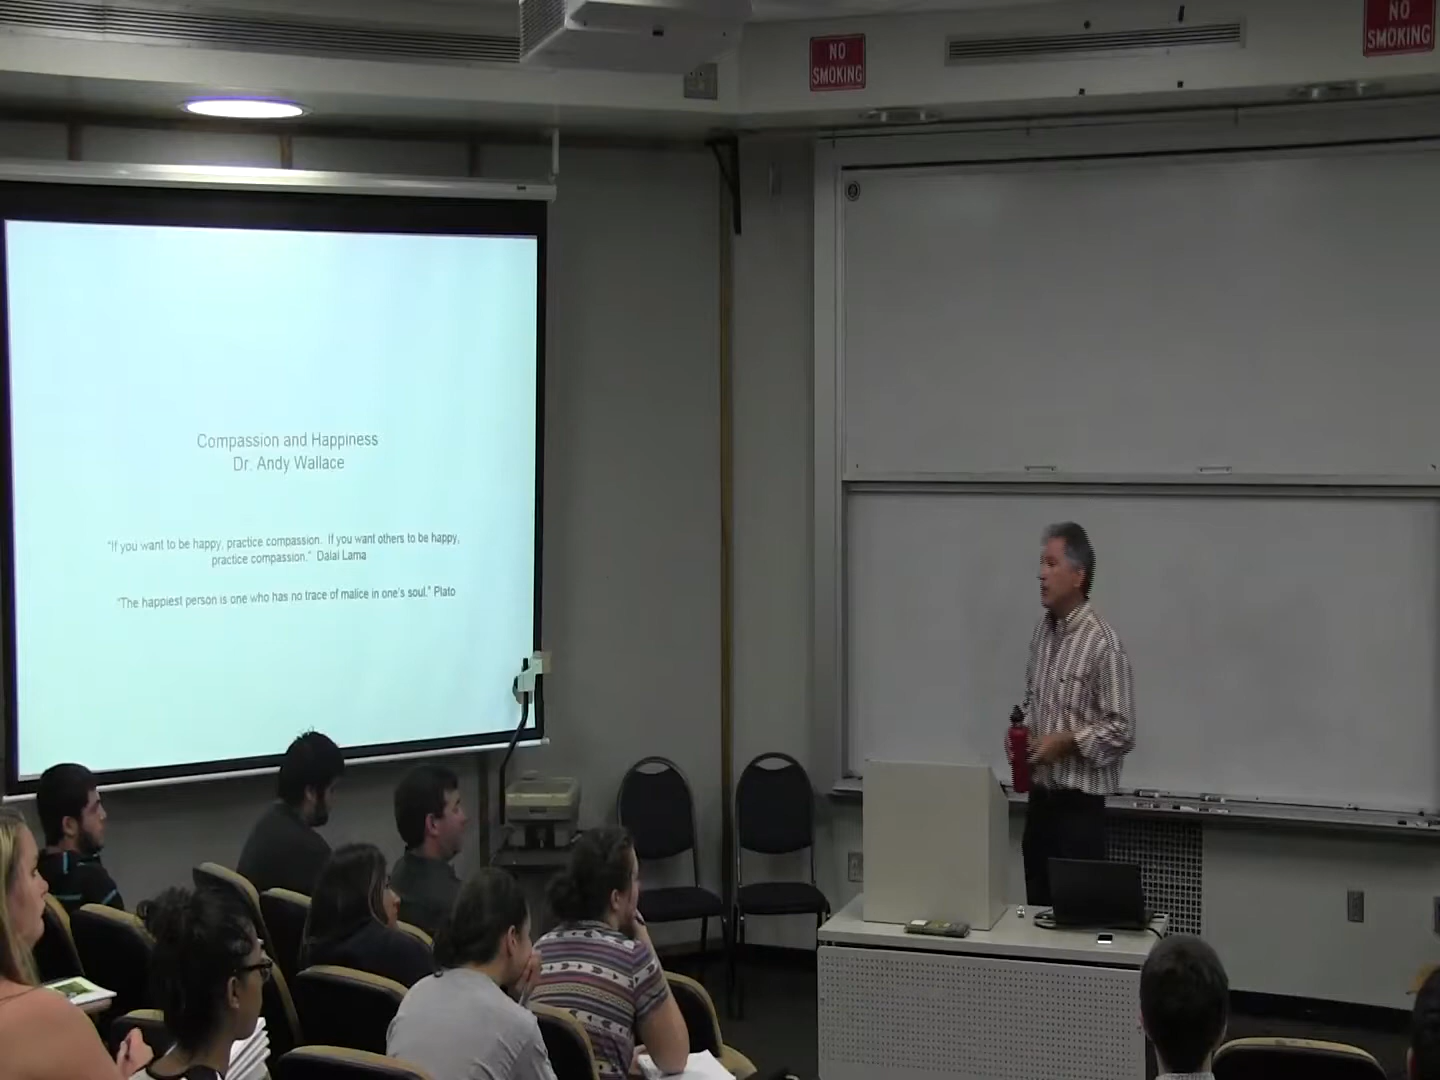 NO
SMOKING
NO
SMOKING
Compassion and Happiness
Dr. Andy Wallace
"If you want to be happy, practice compassion. If you want others to be happy,
practice compassion." Dalai Lama
"The happiest person is one who has no trace of malice in one's soul." Plato